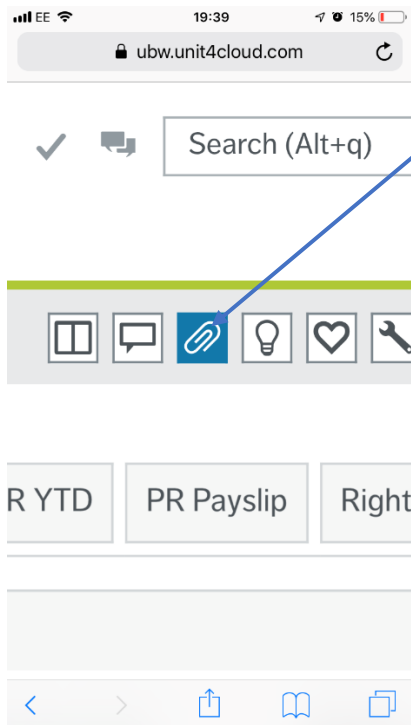 EE 19:39 15%
ubw.unit4cloud.com
Search (Alt+q)
R YTD PR Payslip Right